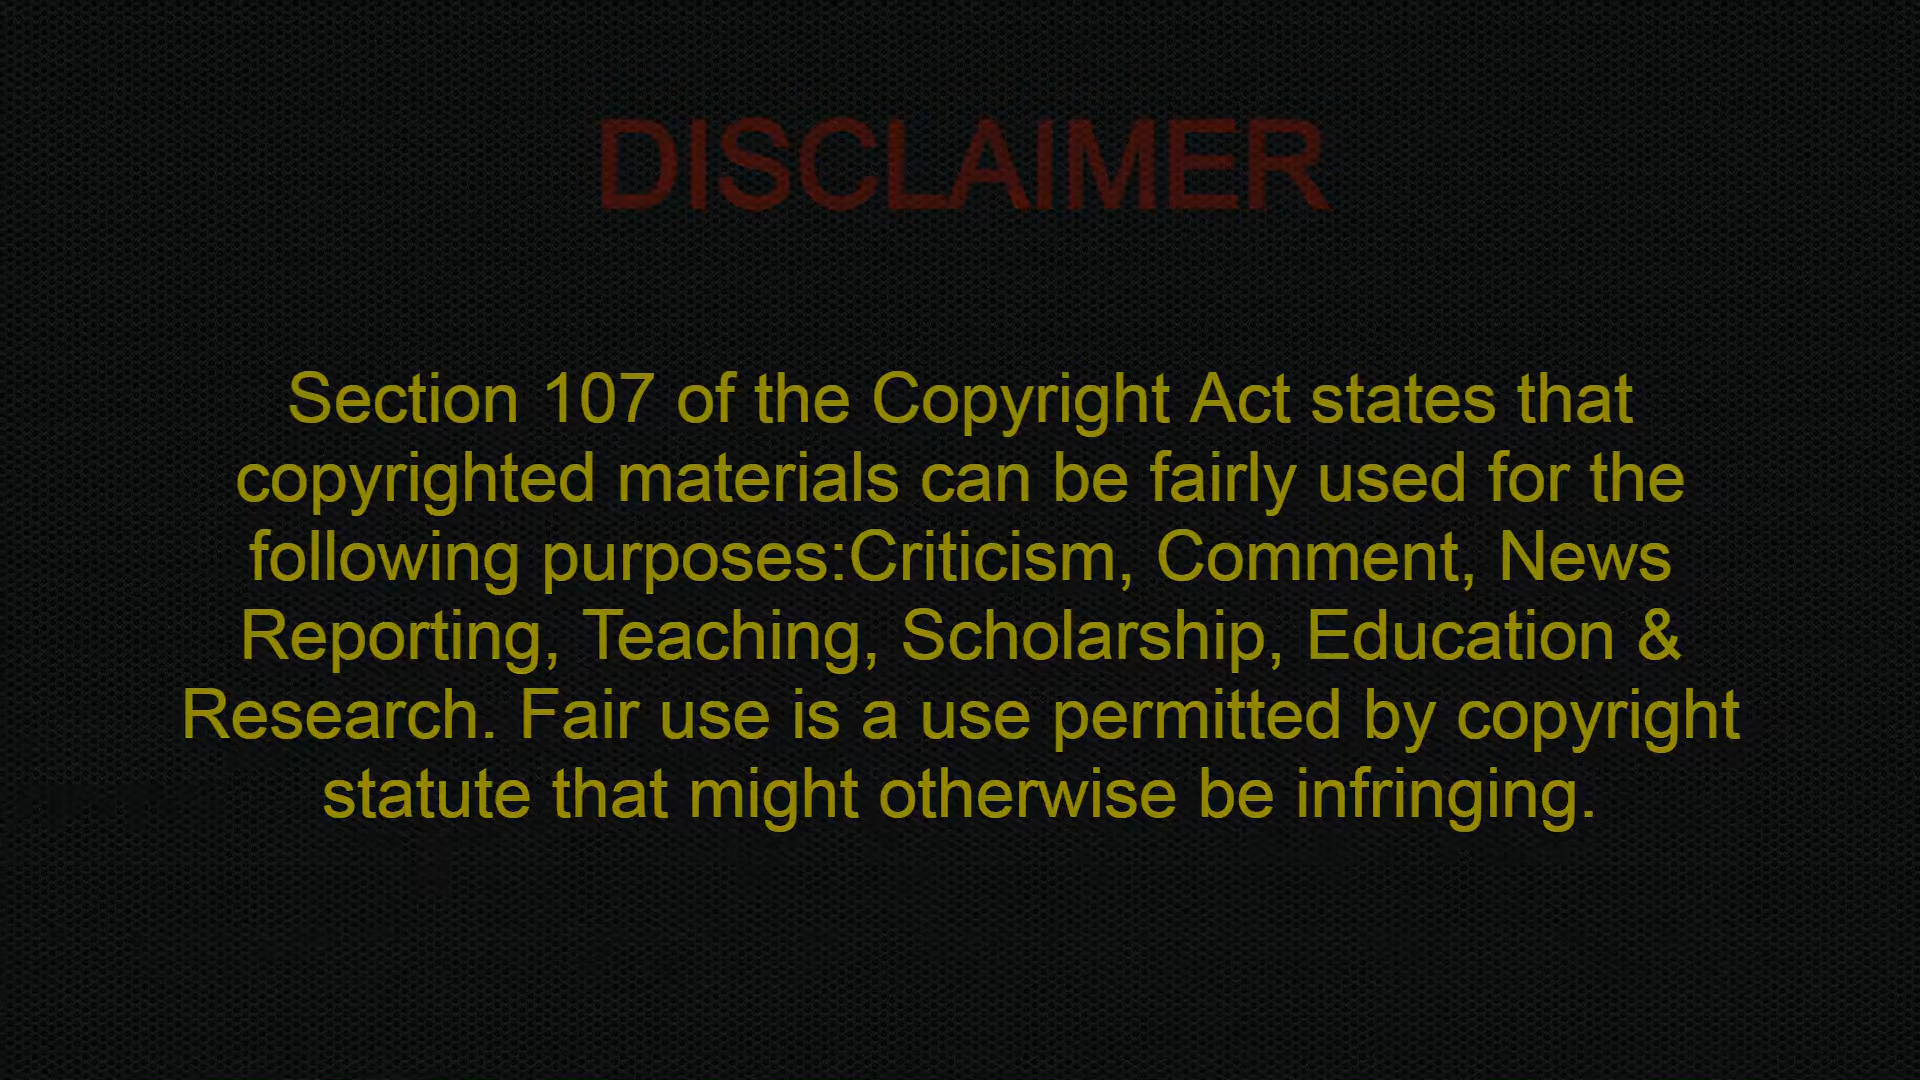 DISCLAIMER
Section 107 of the Copyright Act states that
copyrighted materials can be fairly used for the
following purposes:Criticism, Comment, News
Reporting, Teaching, Scholarship, Education &
Research. Fair use is a use permitted by copyright
statute that might otherwise be infringing.